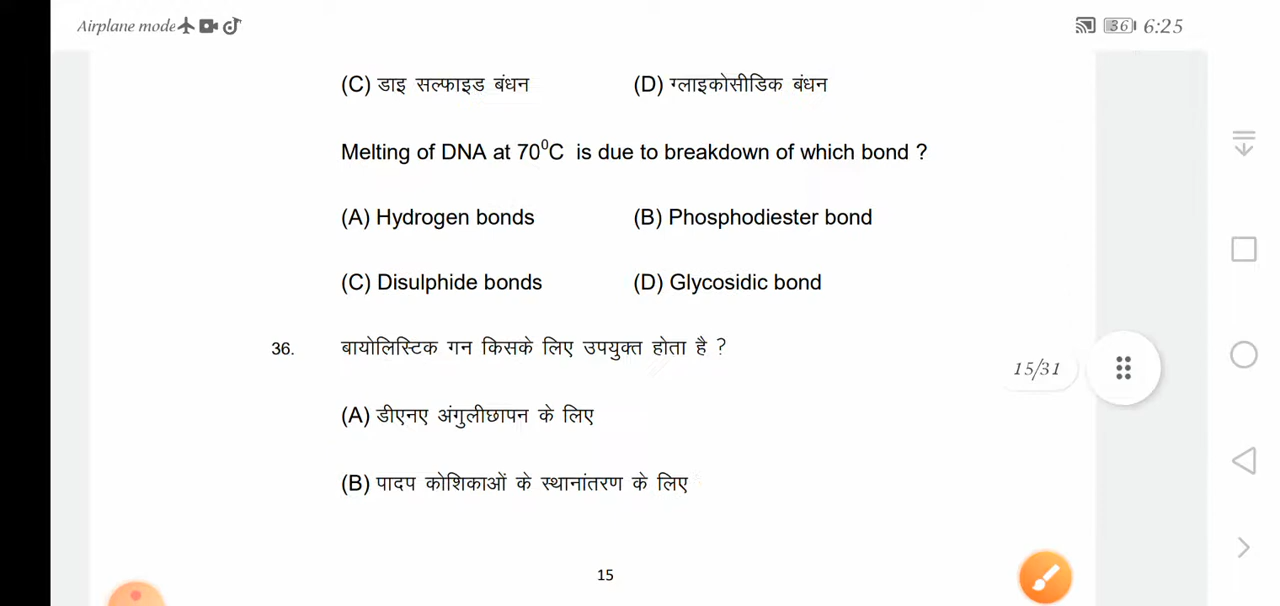 Airplane mode 36 6:25
(C) डाइ सल्फाइड बंधन (D) ग्लाइकोसीडिक बंधन
Melting of DNA at 70⁰C is due to breakdown of which bond ?
(A) Hydrogen bonds (B) Phosphodiester bond
(C) Disulphide bonds (D) Glycosidic bond
36. बायोलिस्टिक गन किसके लिए उपयुक्त होता है ?
15/31
(A) डीएनए अंगुलीछापन के लिए
(B) पादप कोशिकाओं के स्थानांतरण के लिए
15